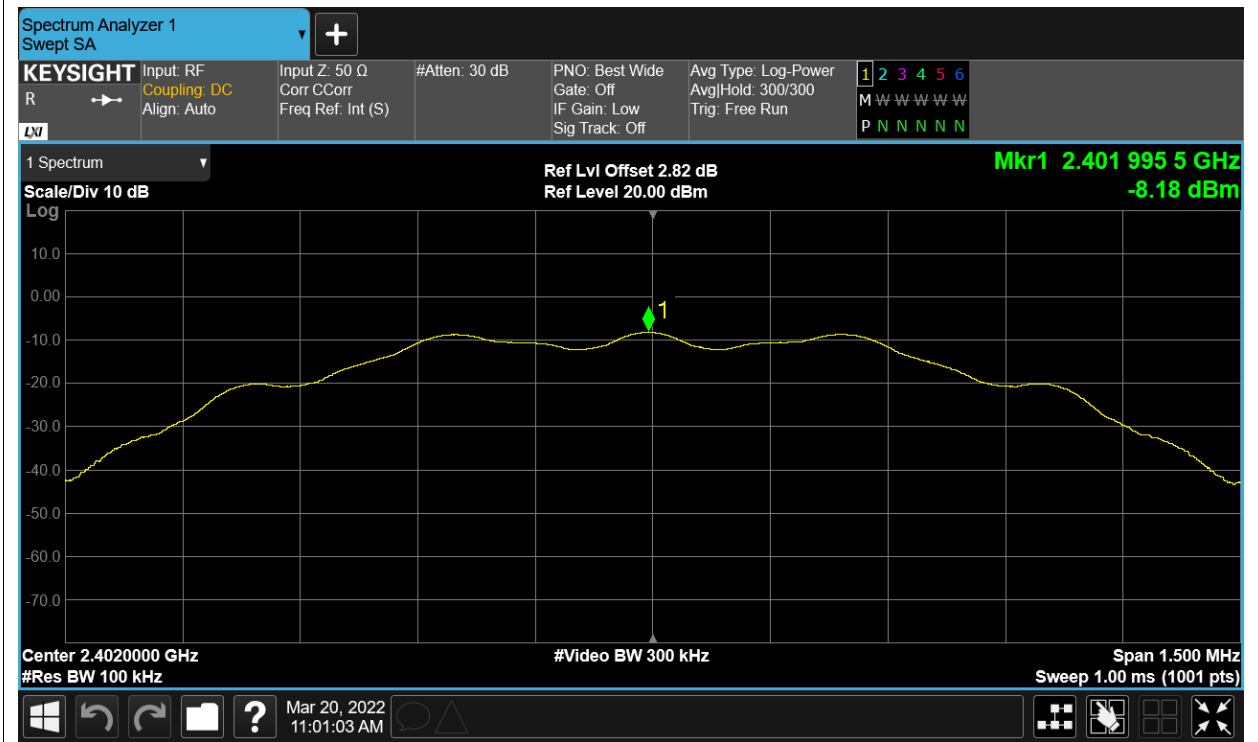 Spectrum Analyzer 1
Swept SA
+
KEYSIGHT
R
LXI
Input: RF
Coupling: DC
Align: Auto
Input Z: 50 Ω
Corr CCorr
Freq Ref: Int (S)
#Atten: 30 dB
PNO: Best Wide
Gate: Off
IF Gain: Low
Sig Track: Off
Avg Type: Log-Power
Avg|Hold: 300/300
Trig: Free Run
1 2 3 4 5 6
M W W W W W
P N N N N N
1 Spectrum
Scale/Div 10 dB
Ref Lvl Offset 2.82 dB
Ref Level 20.00 dBm
Mkr1 2.401 995 5 GHz
-8.18 dBm
Log
10.0
0.00
-10.0
-20.0
-30.0
-40.0
-50.0
-60.0
-70.0
1
Center 2.4020000 GHz
#Res BW 100 kHz
#Video BW 300 kHz
Span 1.500 MHz
Sweep 1.00 ms (1001 pts)
?
Mar 20, 2022
11:01:03 AM